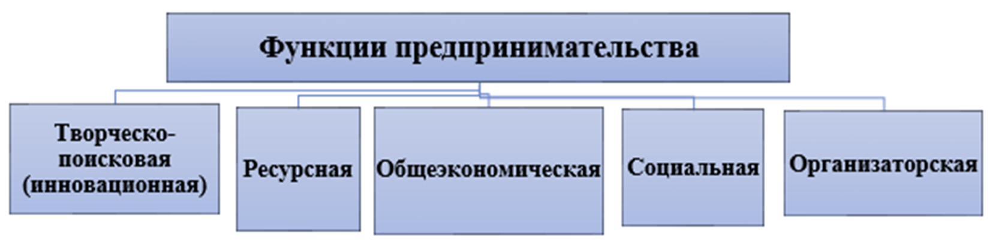 Функции предпринимательства
Творческо-
поисковая
(инновационная)
Ресурсная
Общеэкономическая
Социальная
Организаторская